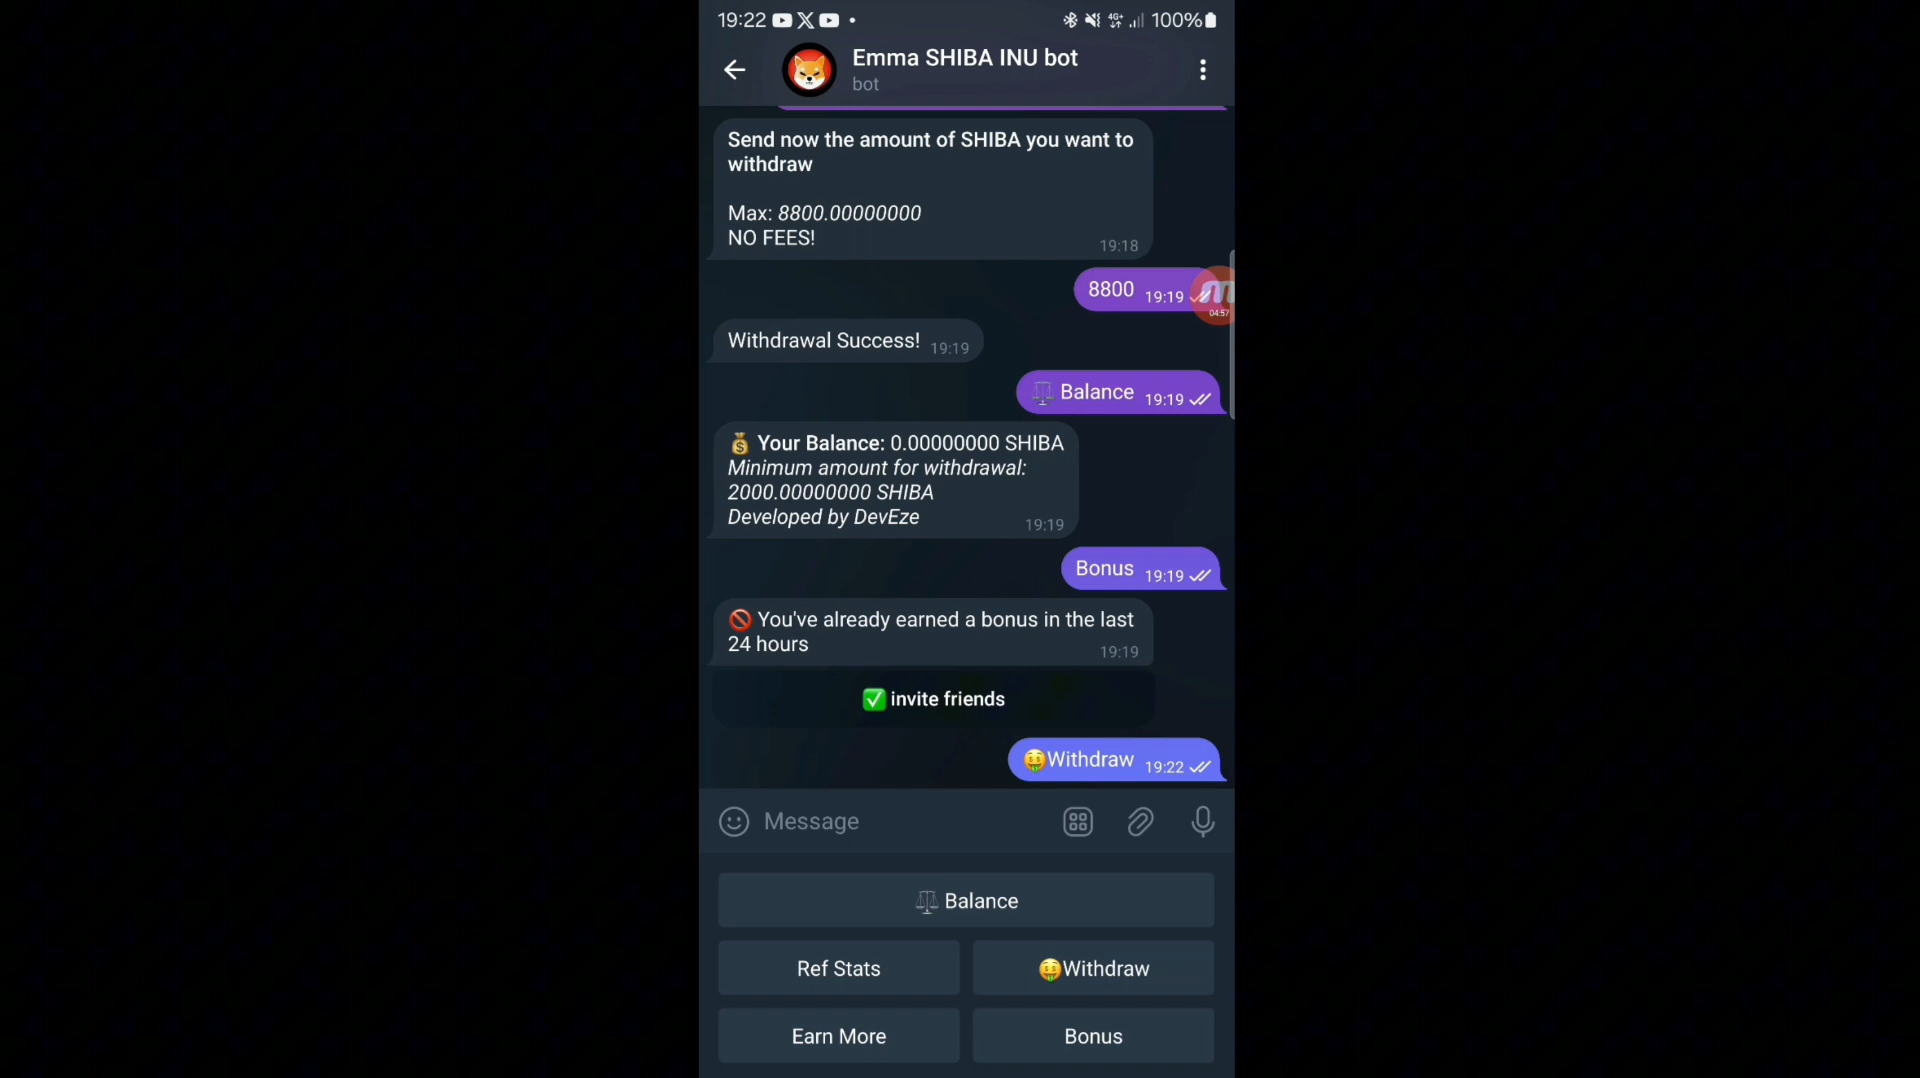 19:22
4G+
100%
Emma SHIBA INU bot
bot
Send now the amount of SHIBA you want to
withdraw
Max: 8800.00000000
NO FEES!
19:18
8800 19:19
04:57
Withdrawal Success! 19:19
Balance 19:19
Your Balance: 0.00000000 SHIBA
Minimum amount for withdrawal:
2000.00000000 SHIBA
Developed by DevEze
19:19
Bonus 19:19
You've already earned a bonus in the last
24 hours
19:19
invite friends
Withdraw 19:22
Message
Balance
Ref Stats
Withdraw
Earn More
Bonus